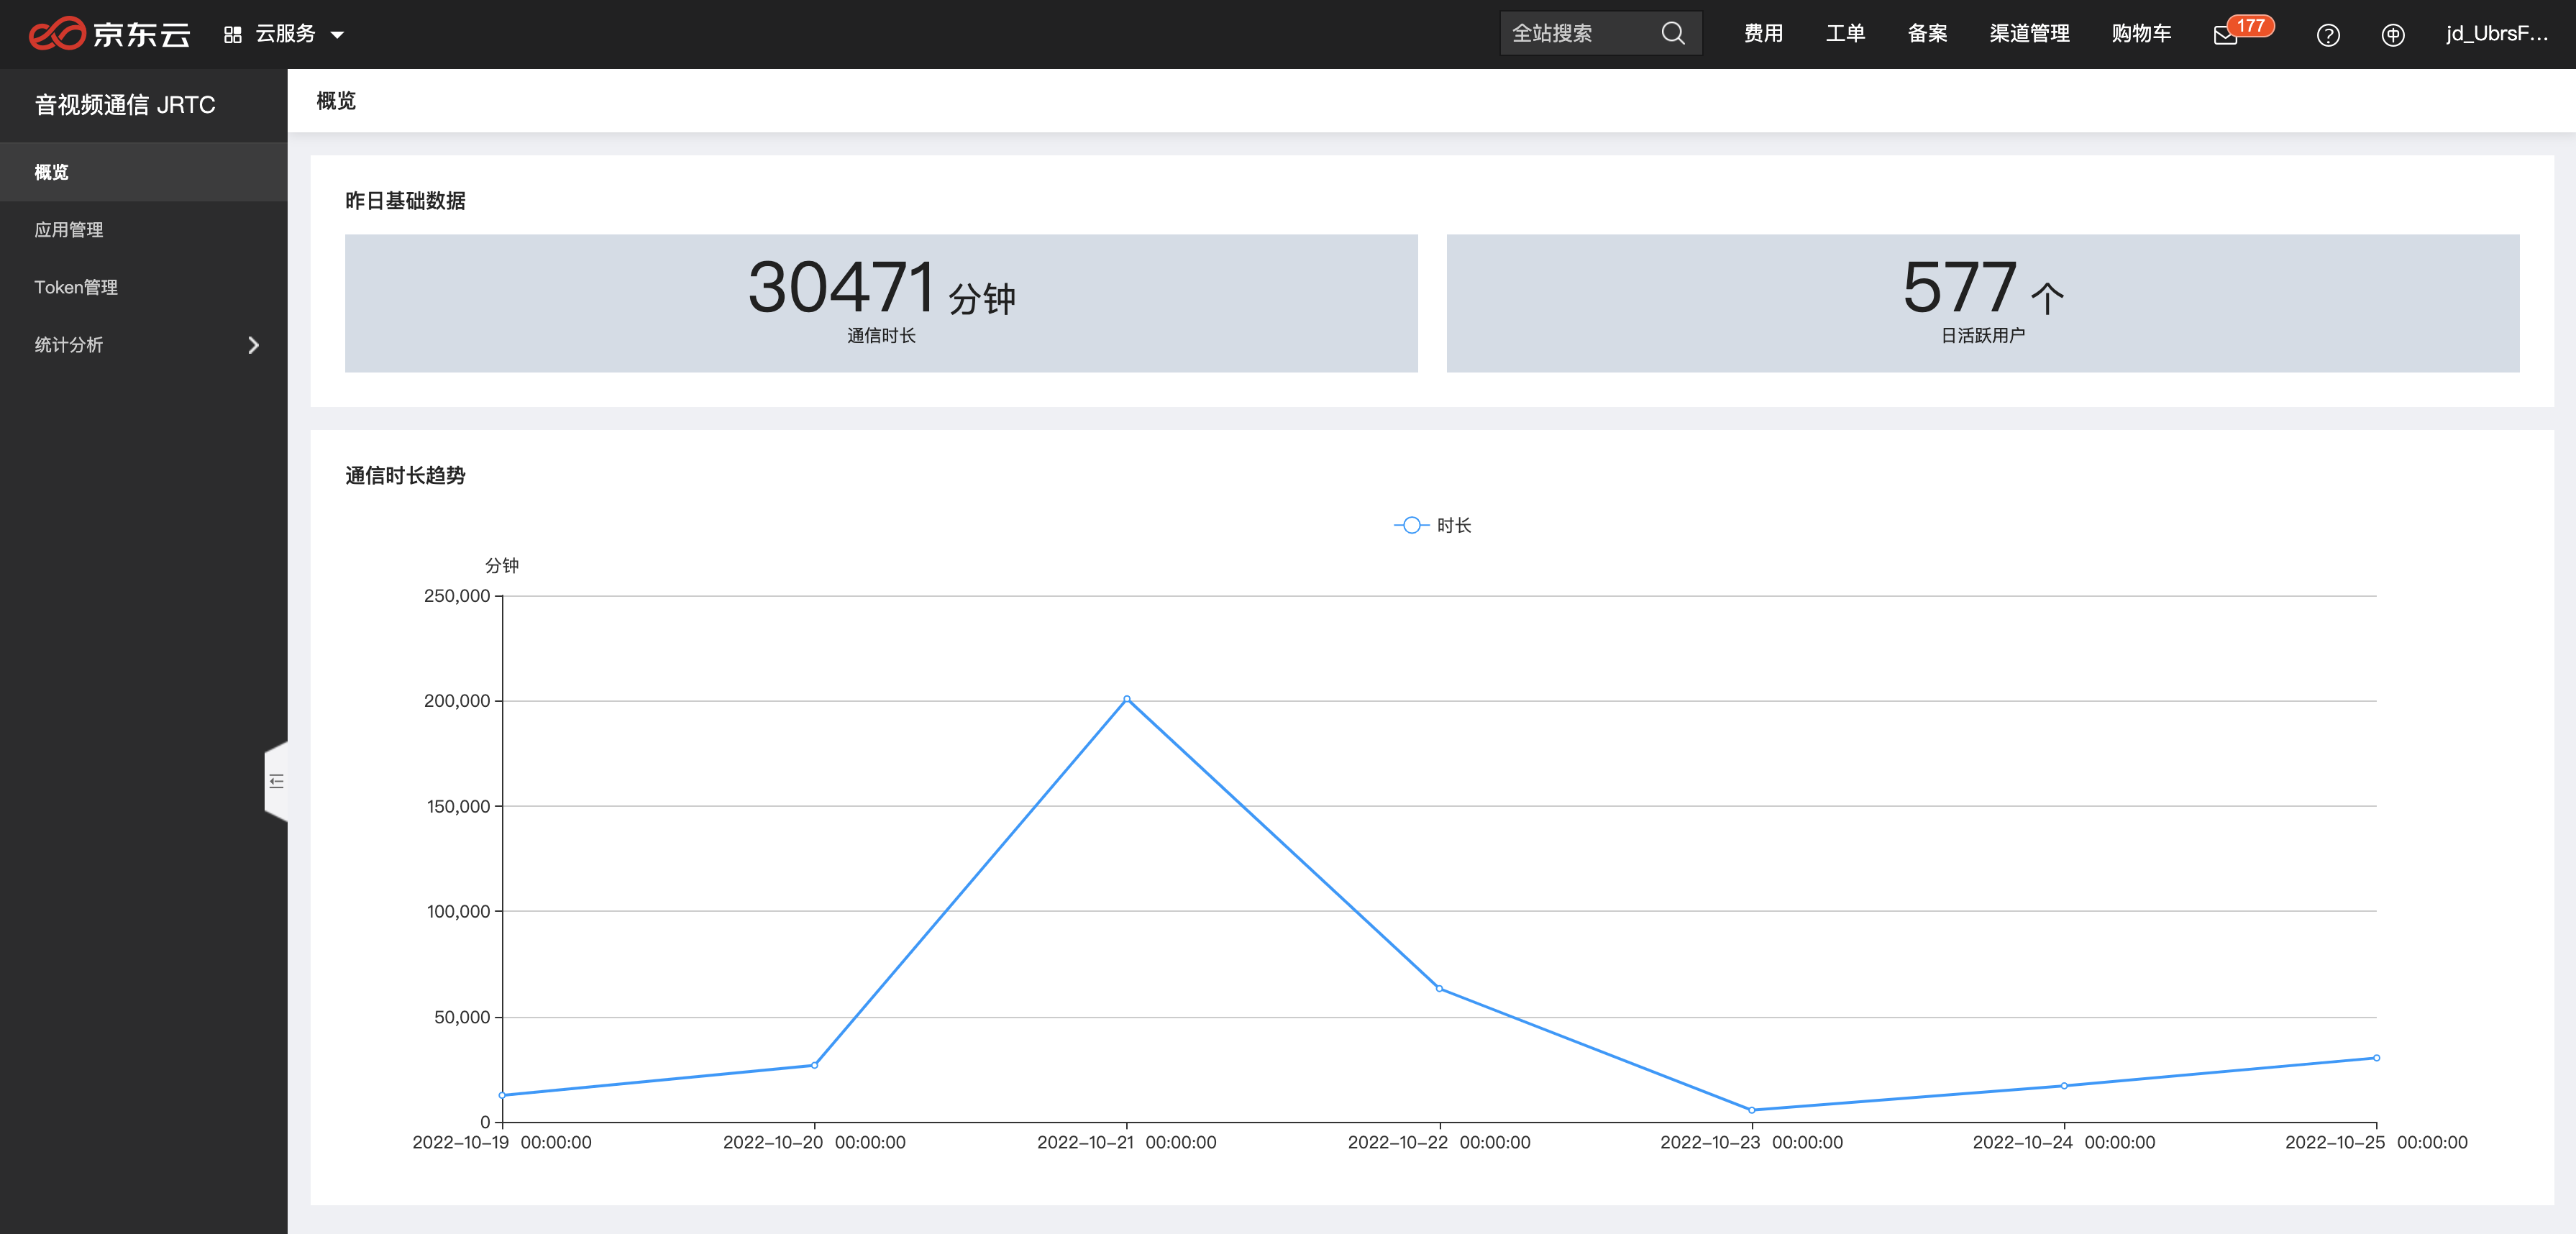 京东云 云服务 全站搜索 费用 工单 备案 渠道管理 购物车 177 jd_UbrsF...
音视频通信 JRTC
概览
应用管理
Token管理
统计分析
概览
昨日基础数据
30471 分钟
通信时长
577 个
日活跃用户
通信时长趋势
时长
分钟
250,000
200,000
150,000
100,000
50,000
0
2022-10-19 00:00:00 2022-10-20 00:00:00 2022-10-21 00:00:00 2022-10-22 00:00:00 2022-10-23 00:00:00 2022-10-24 00:00:00 2022-10-25 00:00:00